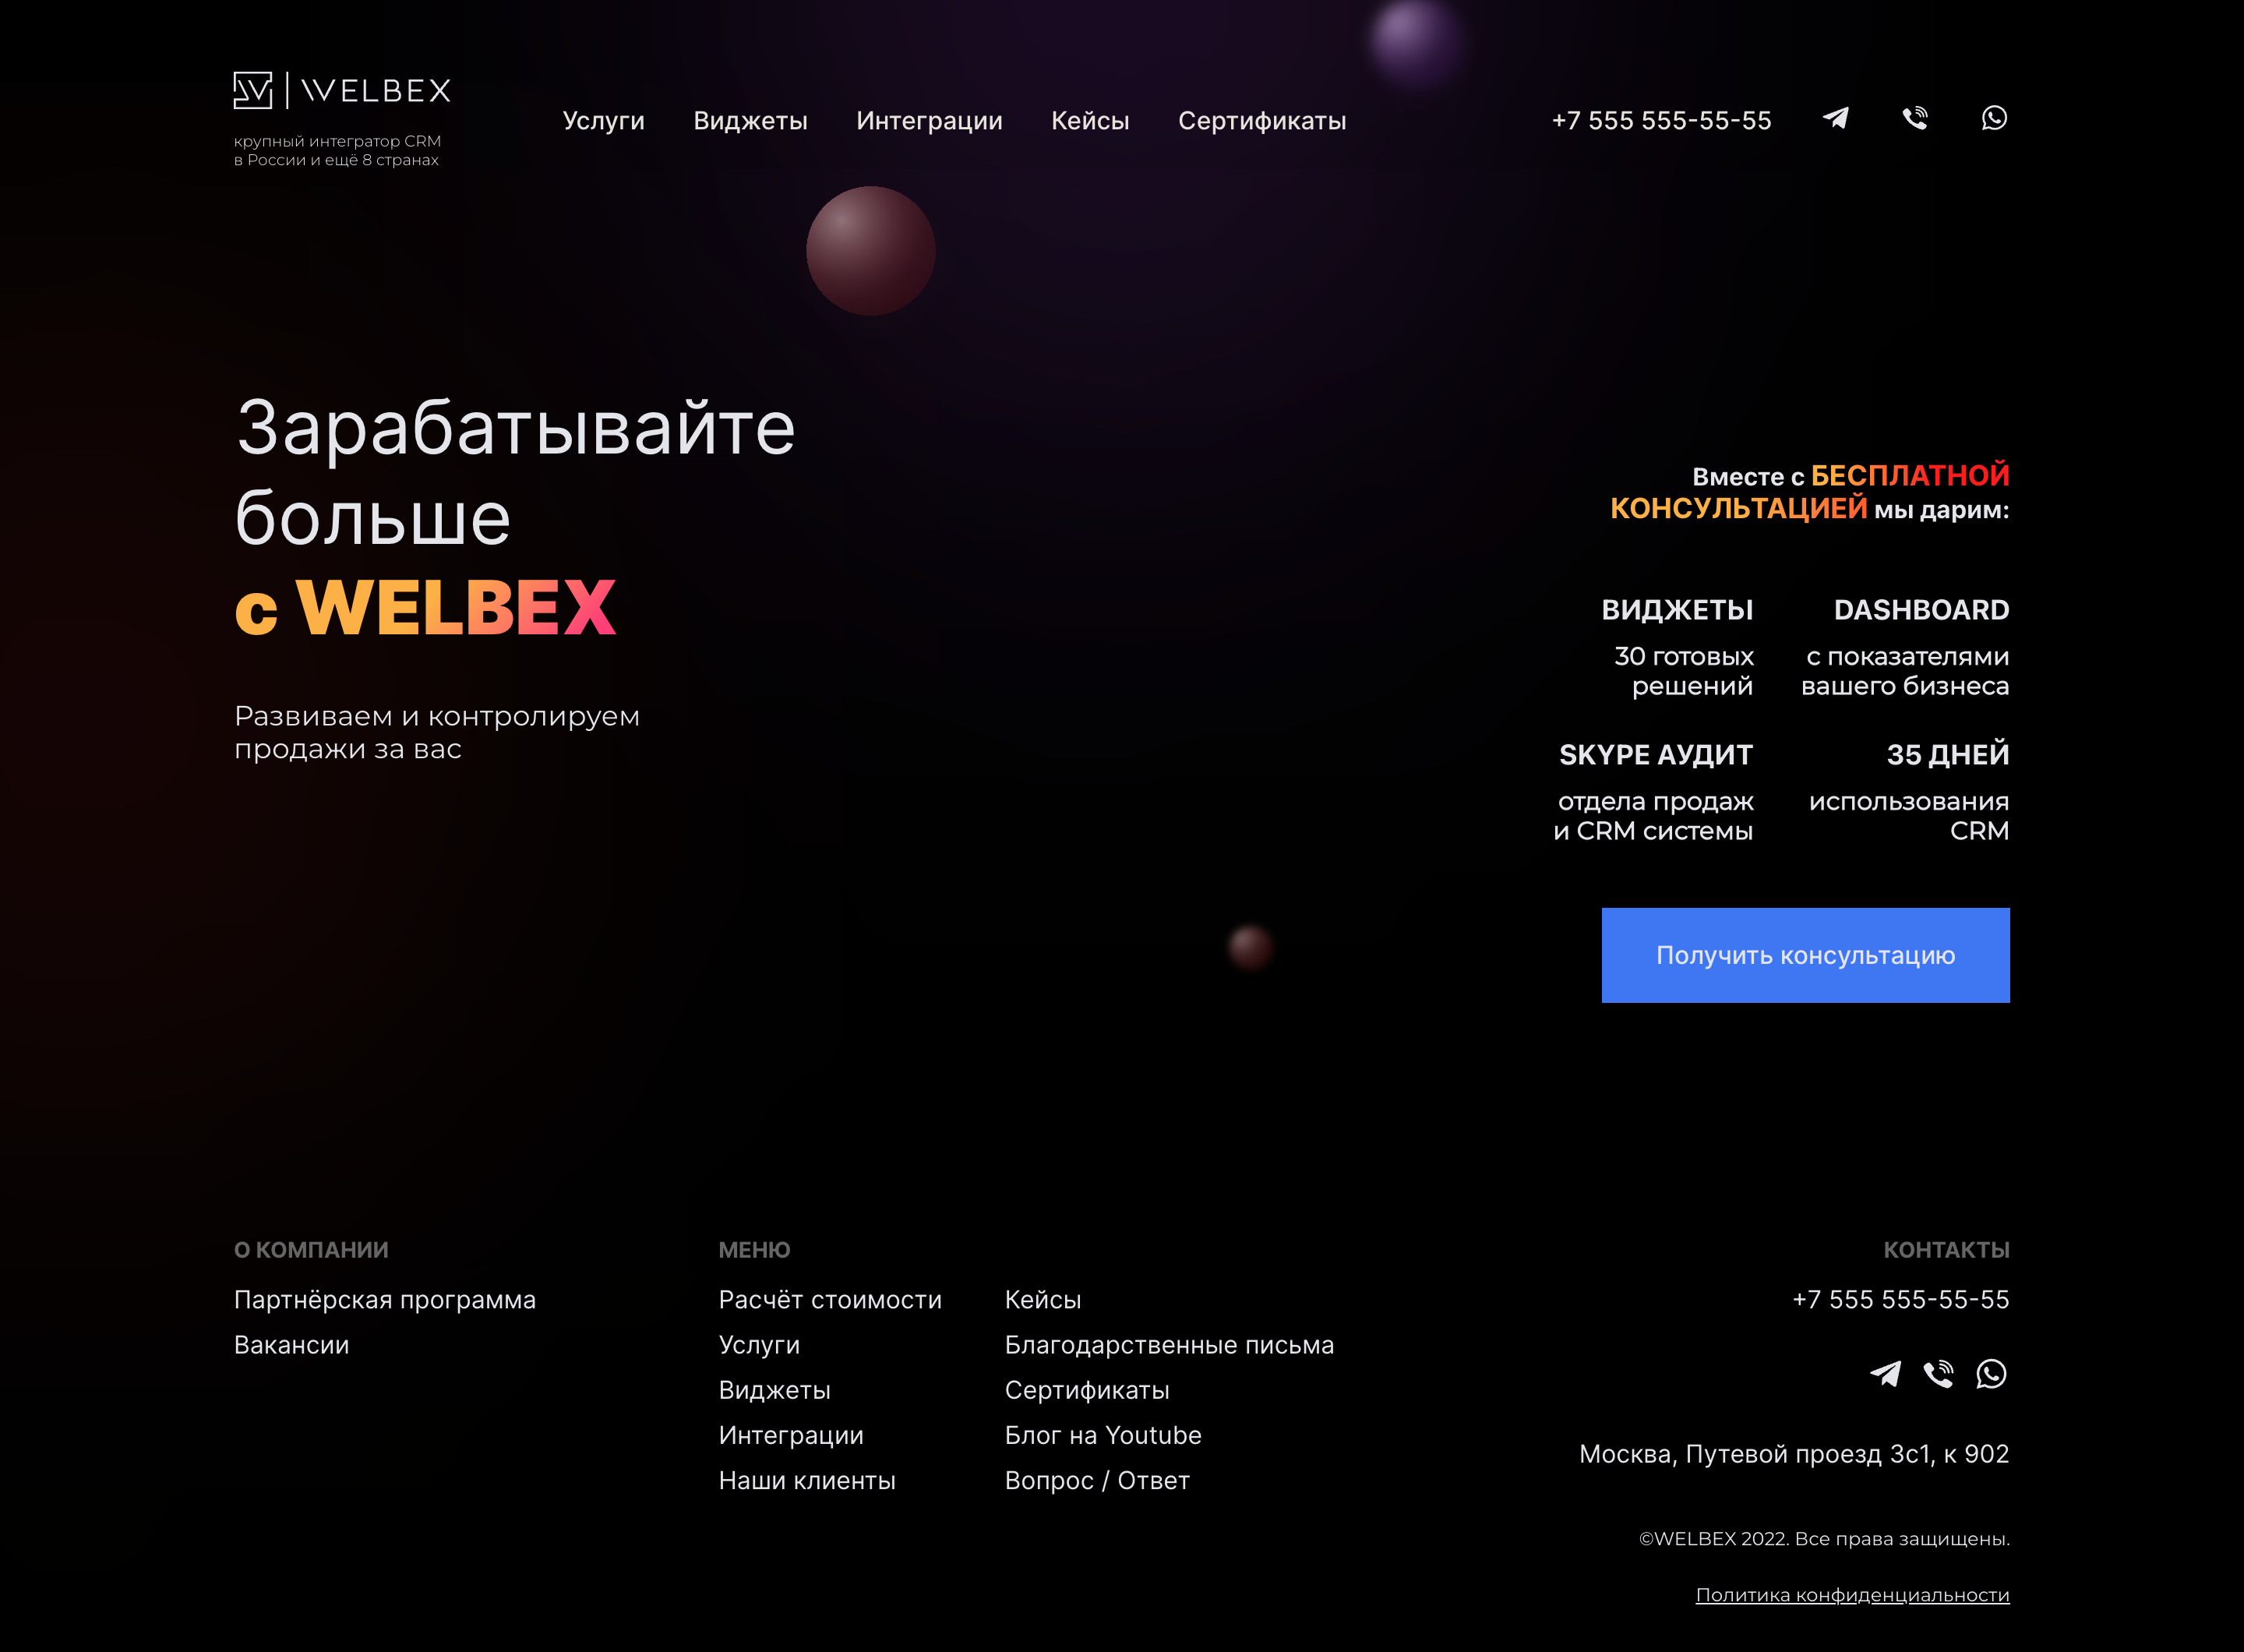 WELBEX
крупный интегратор CRM
в России и ещё 8 странах
Услуги Виджеты Интеграции Кейсы Сертификаты
+7 555 555-55-55
Зарабатывайте
больше
с WELBEX
Развиваем и контролируем
продажи за вас
Вместе с БЕСПЛАТНОЙ
КОНСУЛЬТАЦИЕЙ мы дарим:
ВИДЖЕТЫ
30 готовых
решений
DASHBOARD
с показателями
вашего бизнеса
SKYPE АУДИТ
отдела продаж
и CRM системы
35 ДНЕЙ
использования
CRM
Получить консультацию
О КОМПАНИИ
Партнёрская программа
Вакансии
МЕНЮ
Расчёт стоимости
Услуги
Виджеты
Интеграции
Наши клиенты
Кейсы
Благодарственные письма
Сертификаты
Блог на Youtube
Вопрос / Ответ
КОНТАКТЫ
+7 555 555-55-55
Москва, Путевой проезд 3с1, к 902
©WELBEX 2022. Все права защищены.
Политика конфиденциальности